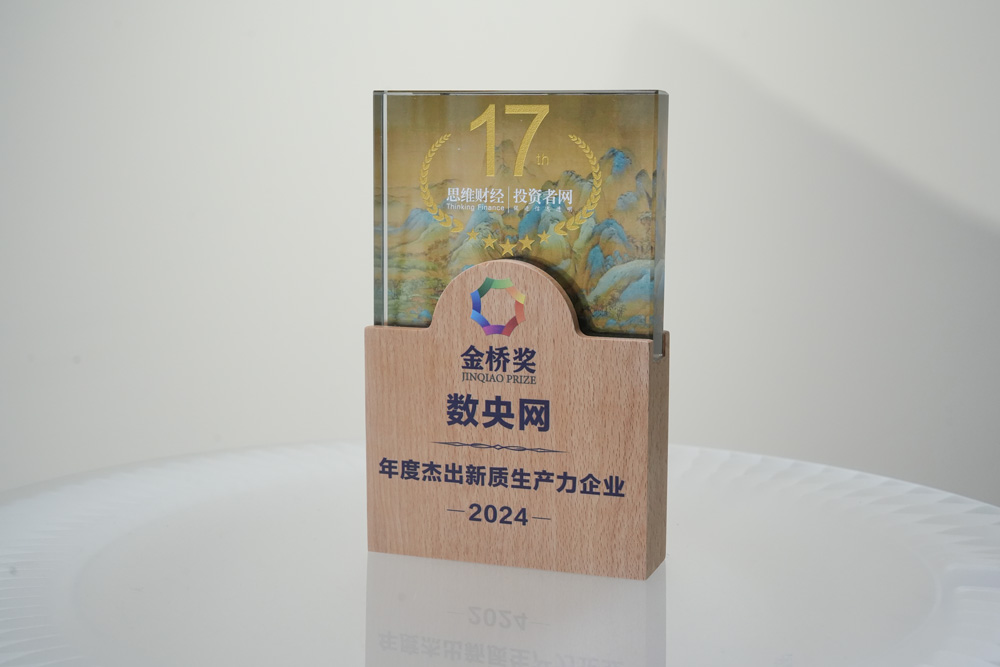 17th
思维财经 | 投资者网
Thinking Finance
金桥奖
JINQIAO PRIZE
数央网
年度杰出新质生产力企业
—2024—